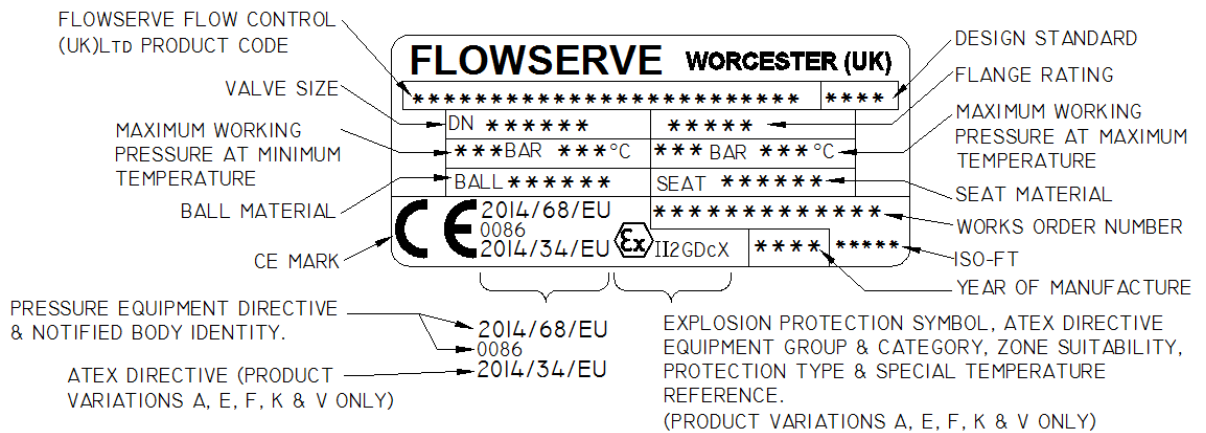 FLOWSERVE FLOW CONTROL
(UK)LTD PRODUCT CODE
VALVE SIZE
MAXIMUM WORKING
PRESSURE AT MINIMUM
TEMPERATURE
BALL MATERIAL
CE MARK
FLOWSERVE WORCESTER (UK)
************************** ****
DN ****** *****
***BAR ***°C *** BAR ***°C
BALL ****** SEAT ******
CE 2014/68/EU *************
0086
2014/34/EU Ex II2GDcX **** *****
DESIGN STANDARD
FLANGE RATING
MAXIMUM WORKING
PRESSURE AT MAXIMUM
TEMPERATURE
SEAT MATERIAL
WORKS ORDER NUMBER
ISO-FT
YEAR OF MANUFACTURE
PRESSURE EQUIPMENT DIRECTIVE
& NOTIFIED BODY IDENTITY.
ATEX DIRECTIVE (PRODUCT
VARIATIONS A, E, F, K & V ONLY)
2014/68/EU
0086
2014/34/EU
EXPLOSION PROTECTION SYMBOL, ATEX DIRECTIVE
EQUIPMENT GROUP & CATEGORY, ZONE SUITABILITY,
PROTECTION TYPE & SPECIAL TEMPERATURE
REFERENCE.
(PRODUCT VARIATIONS A, E, F, K & V ONLY)